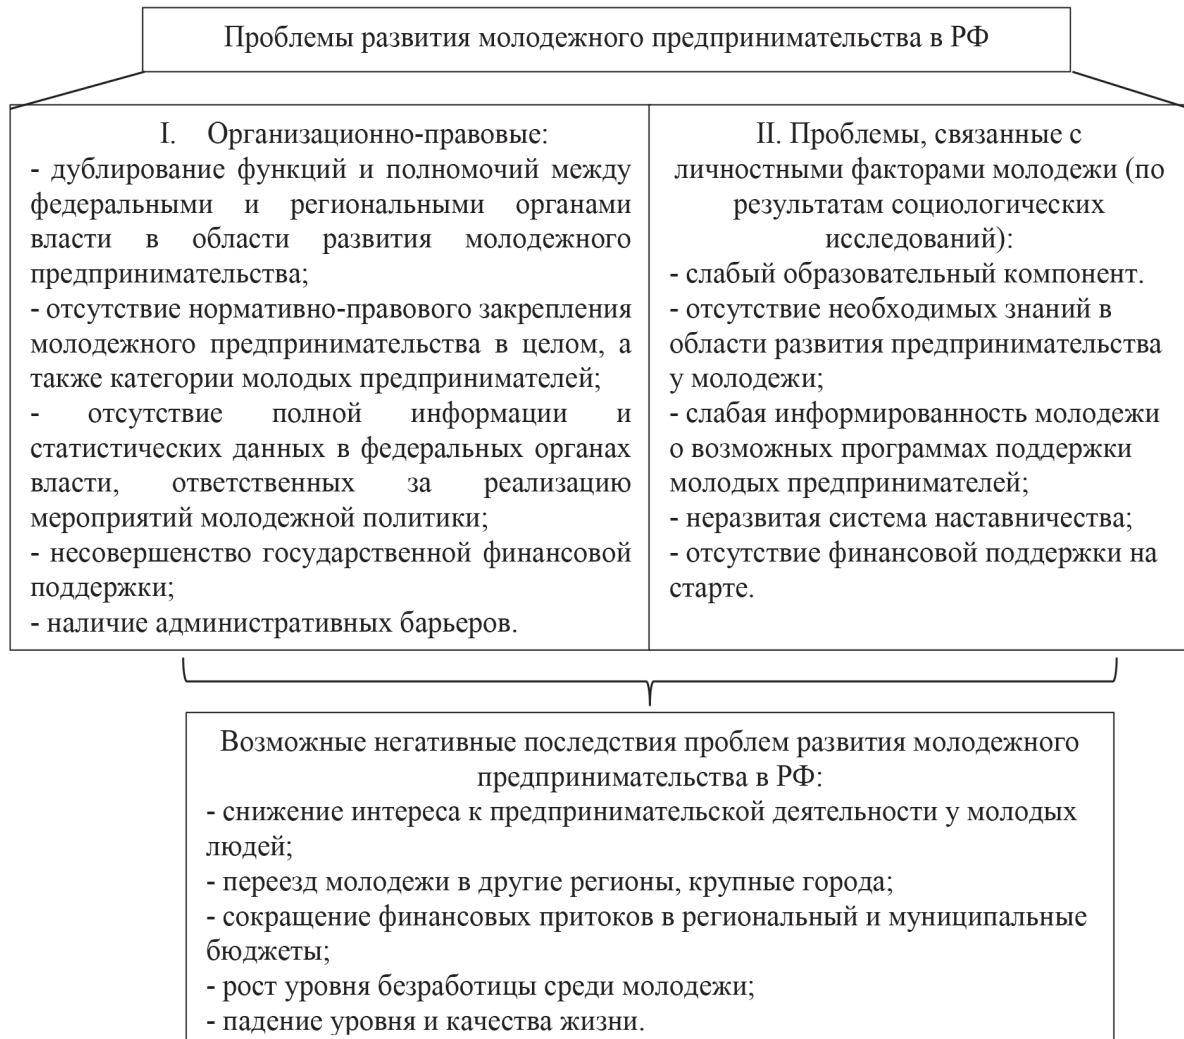 Проблемы развития молодежного предпринимательства в РФ
I. Организационно-правовые:
- дублирование функций и полномочий между
федеральными и региональными органами
власти в области развития молодежного
предпринимательства;
- отсутствие нормативно-правового закрепления
молодежного предпринимательства в целом, а
также категории молодых предпринимателей;
- отсутствие полной информации и
статистических данных в федеральных органах
власти, ответственных за реализацию
мероприятий молодежной политики;
- несовершенство государственной финансовой
поддержки;
- наличие административных барьеров.
II. Проблемы, связанные с
личностными факторами молодежи (по
результатам социологических
исследований):
- слабый образовательный компонент.
- отсутствие необходимых знаний в
области развития предпринимательства
у молодежи;
- слабая информированность молодежи
о возможных программах поддержки
молодых предпринимателей;
- неразвитая система наставничества;
- отсутствие финансовой поддержки на
старте.
Возможные негативные последствия проблем развития молодежного
предпринимательства в РФ:
- снижение интереса к предпринимательской деятельности у молодых
людей;
- переезд молодежи в другие регионы, крупные города;
- сокращение финансовых притоков в региональный и муниципальные
бюджеты;
- рост уровня безработицы среди молодежи;
- падение уровня и качества жизни.